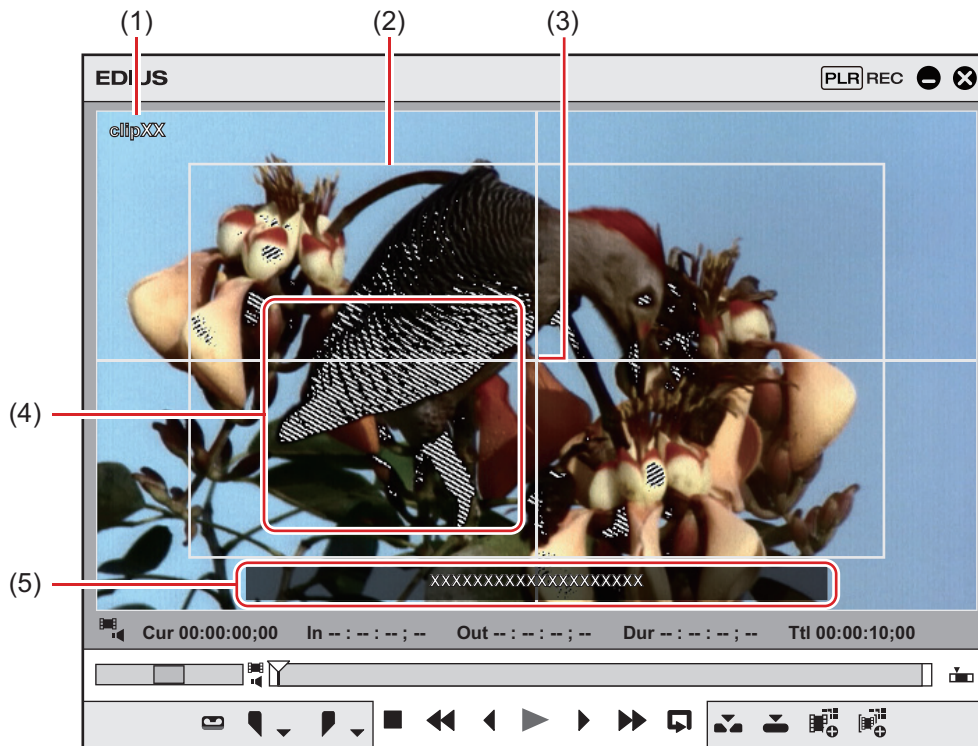 (1) (2) (3)
EDIUS PLR REC
clipXX
(4)
(5)
XXXXXXXXXXXXXXXXXXXX
Cur 00:00:00;00 In -- : -- : -- ; -- Out -- : -- : -- ; -- Dur -- : -- : -- ; -- Ttl 00:00:10;00